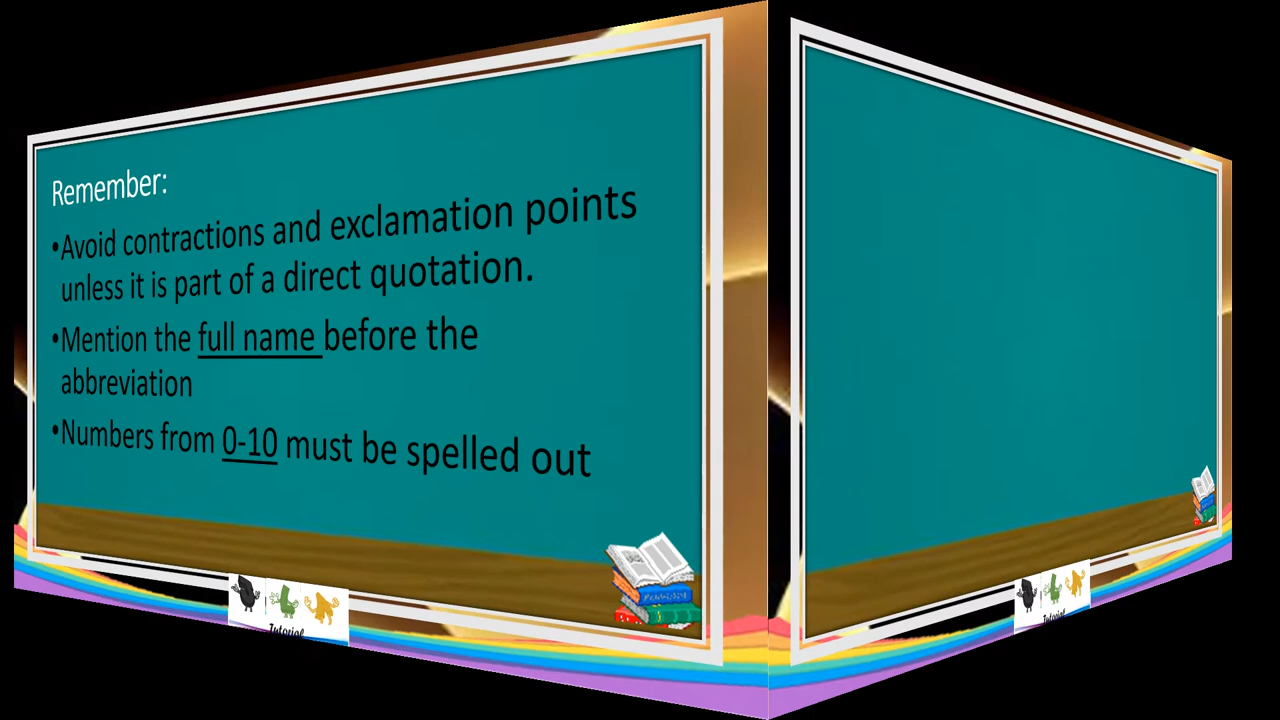 Remember:
•Avoid contractions and exclamation points
unless it is part of a direct quotation.
•Mention the full name before the
abbreviation
•Numbers from 0-10 must be spelled out
Tutorial